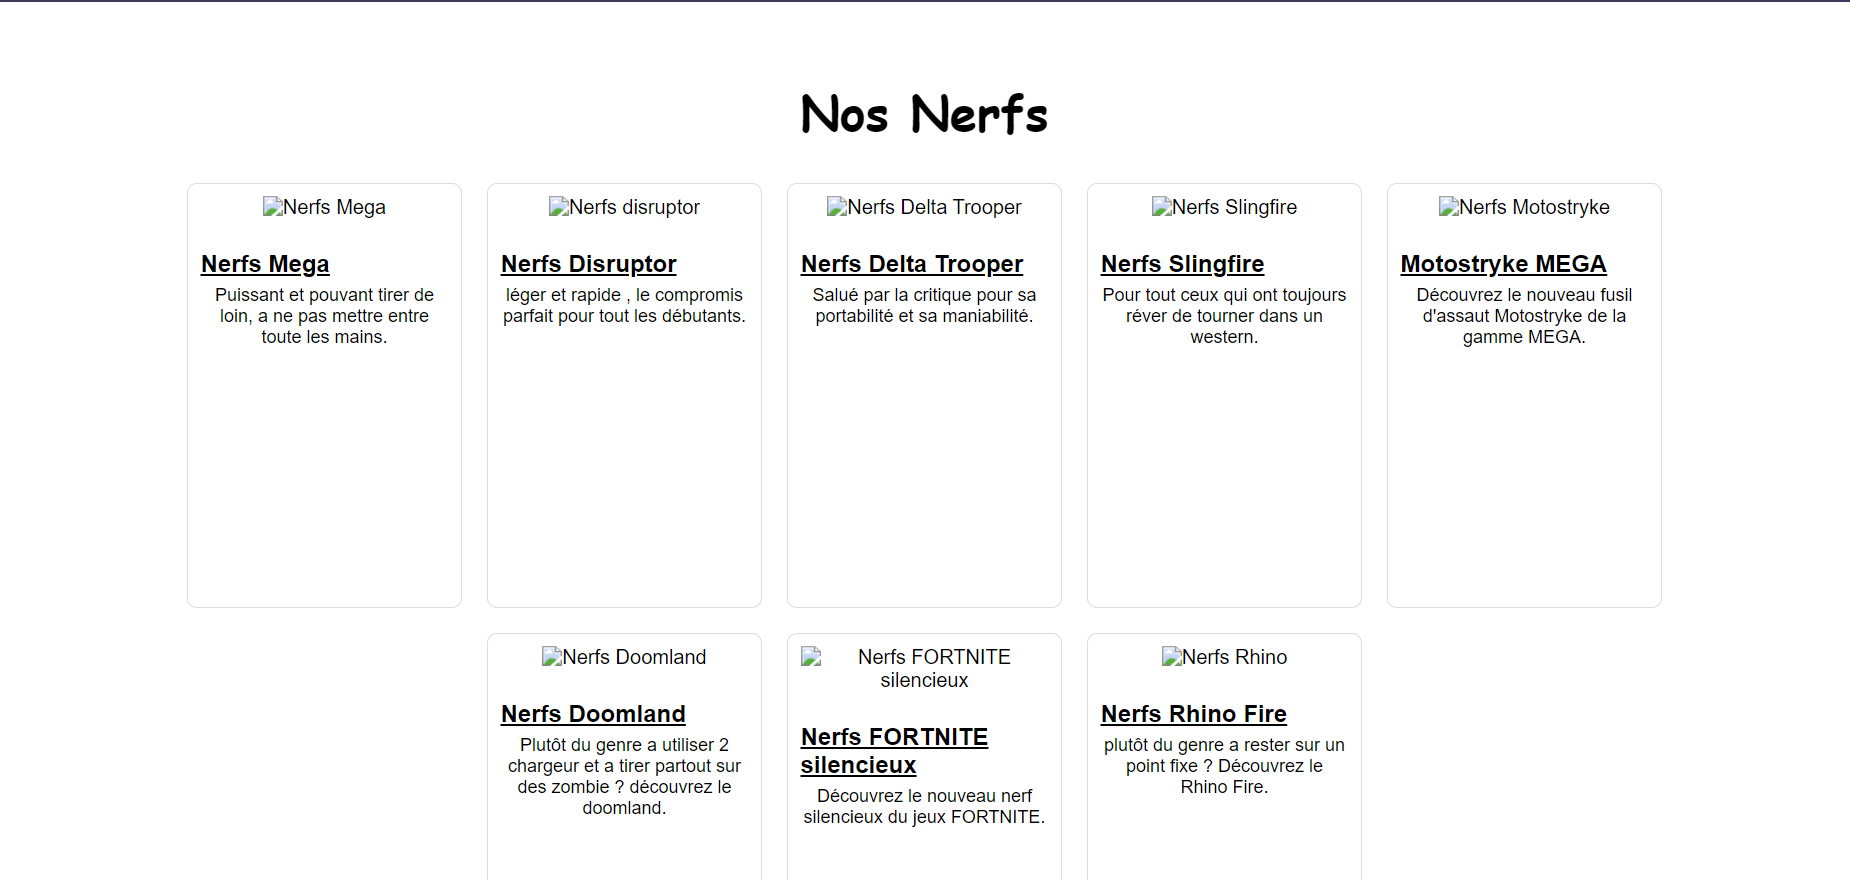 Nos Nerfs
Nerfs Mega
Nerfs Mega
Puissant et pouvant tirer de
loin, a ne pas mettre entre
toute les mains.
Nerfs disruptor
Nerfs Disruptor
léger et rapide , le compromis
parfait pour tout les débutants.
Nerfs Delta Trooper
Nerfs Delta Trooper
Salué par la critique pour sa
portabilité et sa maniabilité.
Nerfs Slingfire
Nerfs Slingfire
Pour tout ceux qui ont toujours
réver de tourner dans un
western.
Nerfs Motostryke
Motostryke MEGA
Découvrez le nouveau fusil
d'assaut Motostryke de la
gamme MEGA.
Nerfs Doomland
Nerfs Doomland
Plutôt du genre a utiliser 2
chargeur et a tirer partout sur
des zombie ? découvrez le
doomland.
Nerfs FORTNITE
silencieux
Nerfs FORTNITE
silencieux
Découvrez le nouveau nerf
silencieux du jeux FORTNITE.
Nerfs Rhino
Nerfs Rhino Fire
plutôt du genre a rester sur un
point fixe ? Découvrez le
Rhino Fire.